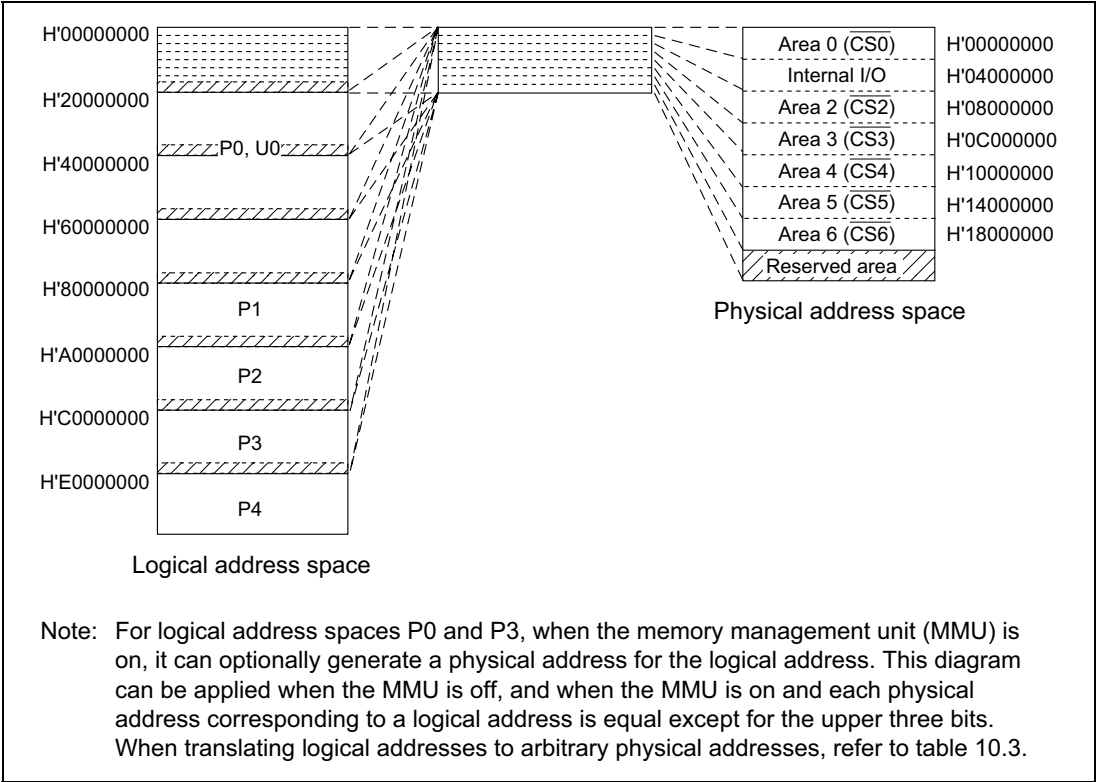 H'00000000
H'20000000
P0, U0
H'40000000
H'60000000
H'80000000
P1
H'A0000000
P2
H'C0000000
P3
H'E0000000
P4
Logical address space
Area 0 (CS0) H'00000000
Internal I/O H'04000000
Area 2 (CS2) H'08000000
Area 3 (CS3) H'0C000000
Area 4 (CS4) H'10000000
Area 5 (CS5) H'14000000
Area 6 (CS6) H'18000000
Reserved area
Physical address space
Note: For logical address spaces P0 and P3, when the memory management unit (MMU) is
on, it can optionally generate a physical address for the logical address. This diagram
can be applied when the MMU is off, and when the MMU is on and each physical
address corresponding to a logical address is equal except for the upper three bits.
When translating logical addresses to arbitrary physical addresses, refer to table 10.3.